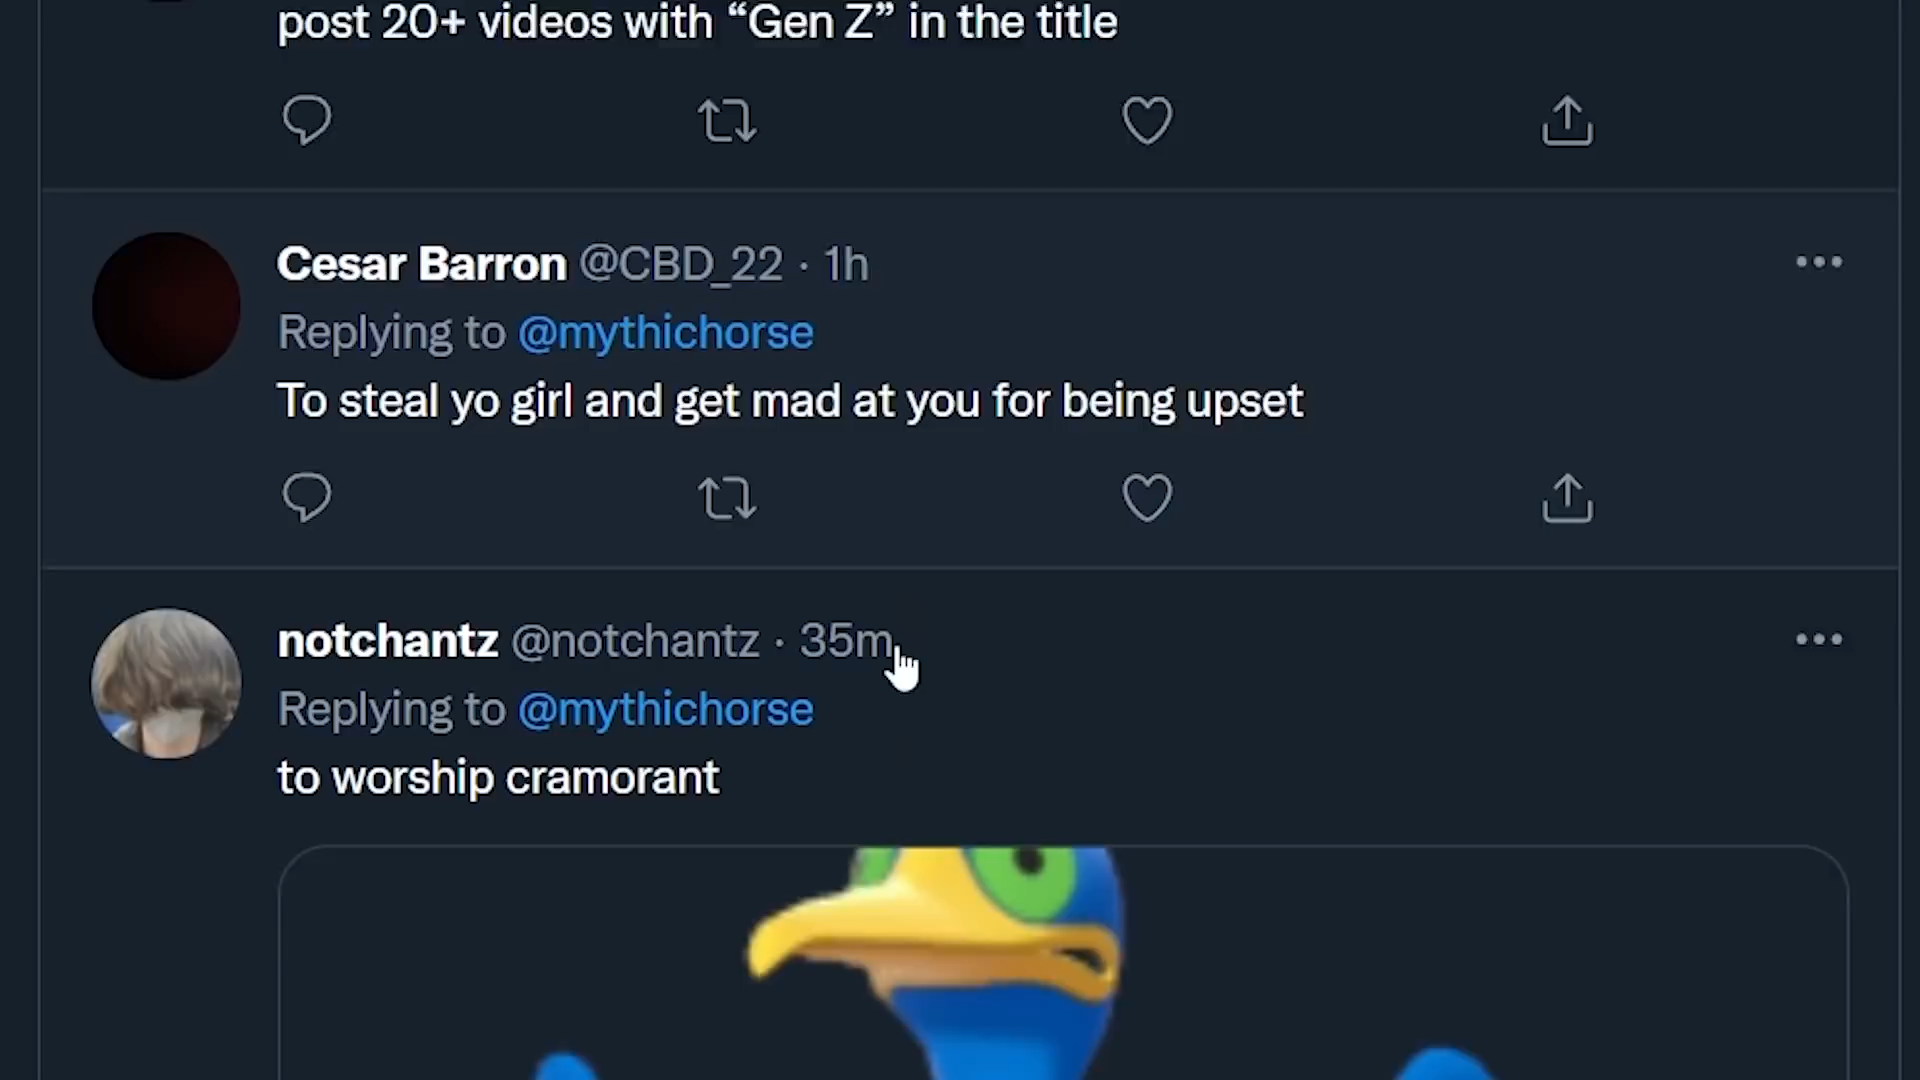 post 20+ videos with “Gen Z” in the title
Cesar Barron @CBD_22 · 1h
Replying to @mythichorse
To steal yo girl and get mad at you for being upset
notchantz @notchantz · 35m
Replying to @mythichorse
to worship cramorant